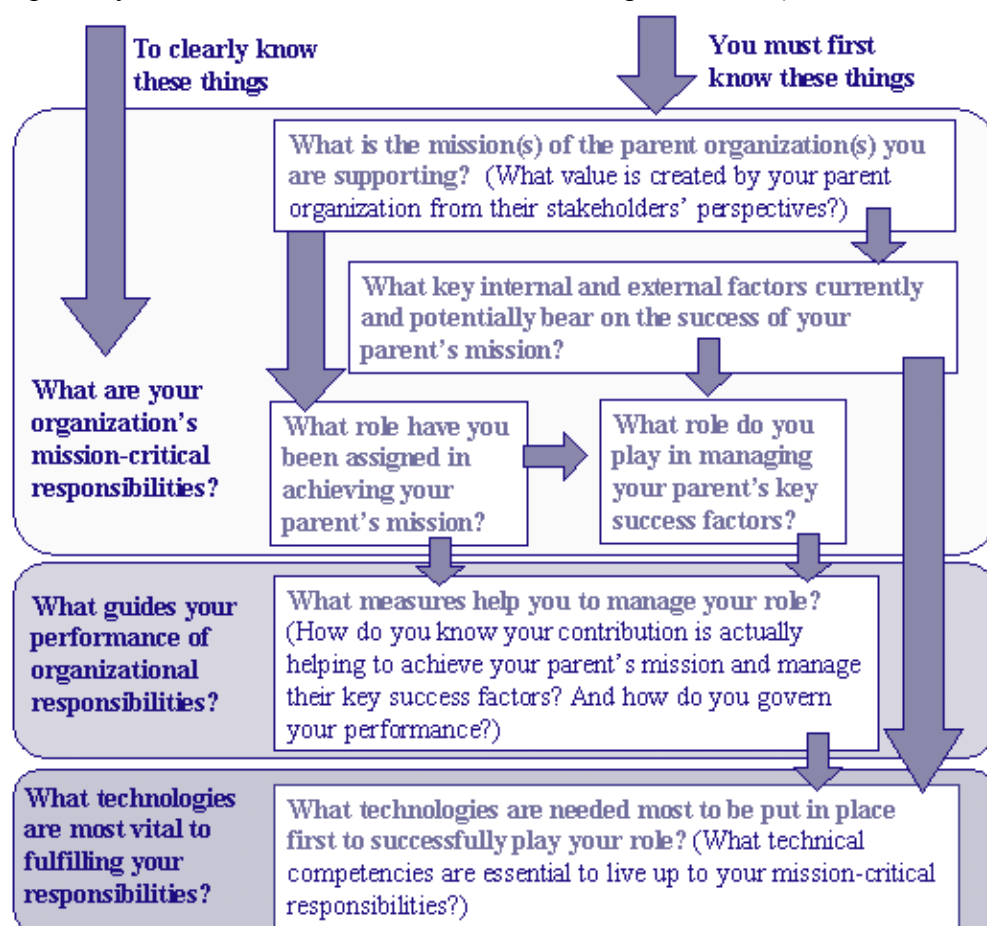 To clearly know
these things
You must first
know these things
What is the mission(s) of the parent organization(s) you
are supporting? (What value is created by your parent
organization from their stakeholders' perspectives?)
What key internal and external factors currently
and potentially bear on the success of your
parent's mission?
What are your
organization's
mission-critical
responsibilities?
What role have you
been assigned in
achieving your
parent's mission?
What role do you
play in managing
your parent's key
success factors?
What guides your
performance of
organizational
responsibilities?
What measures help you to manage your role?
(How do you know your contribution is actually
helping to achieve your parent's mission and manage
their key success factors? And how do you govern
your performance?)
What technologies
are most vital to
fulfilling your
responsibilities?
What technologies are needed most to be put in place
first to successfully play your role? (What technical
competencies are essential to live up to your mission-critical
responsibilities?)